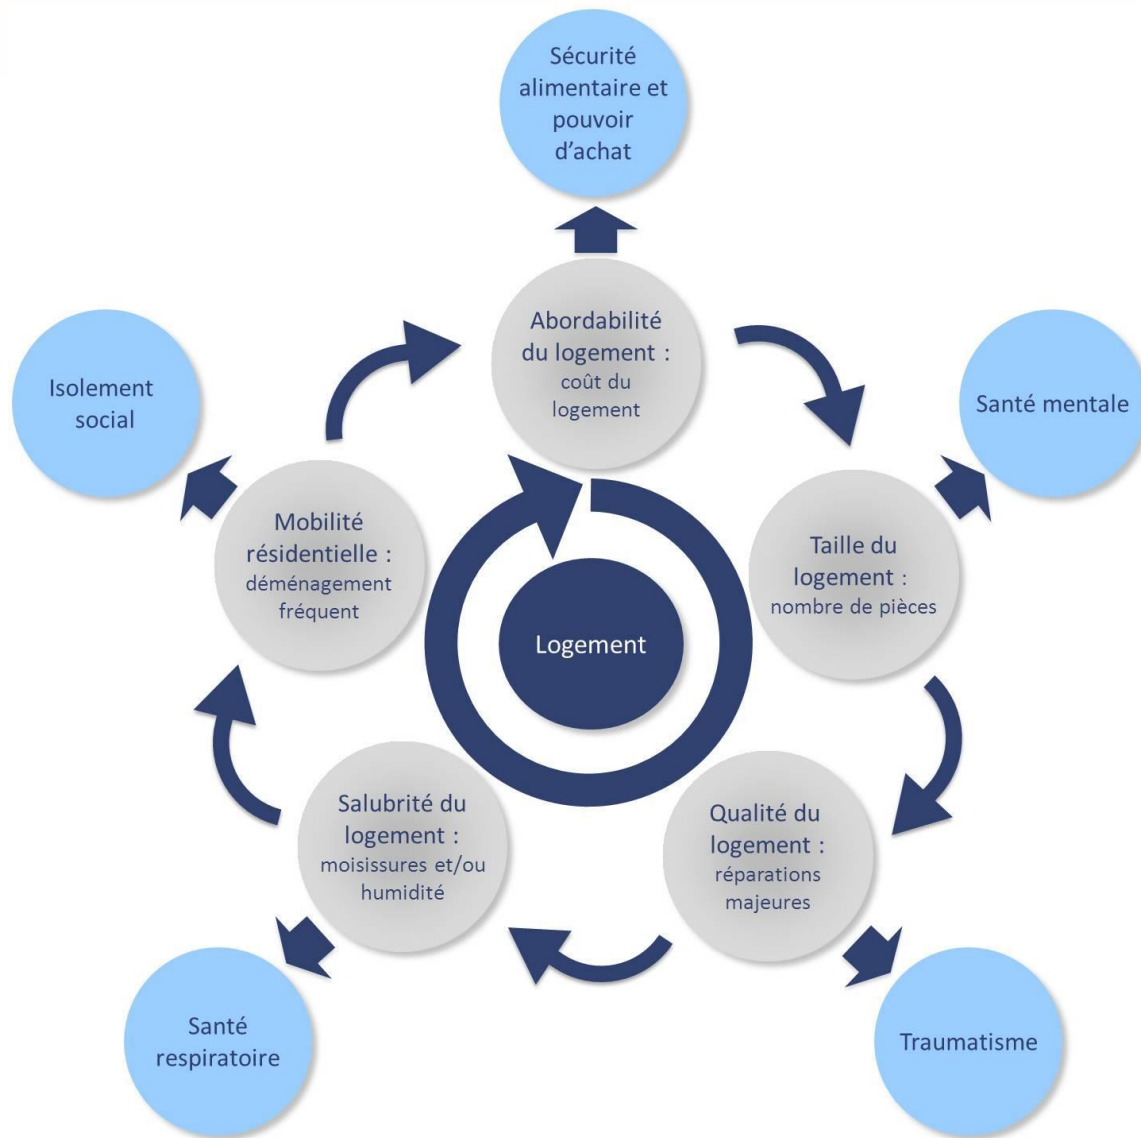 Sécurité
alimentaire et
pouvoir
d’achat
Abordabilité
du logement :
coût du
logement
Isolement
social
Santé mentale
Mobilité
résidentielle :
déménagement
fréquent
Taille du
logement :
nombre de pièces
Logement
Salubrité du
logement :
moisissures et/ou
humidité
Qualité du
logement :
réparations
majeures
Santé
respiratoire
Traumatisme